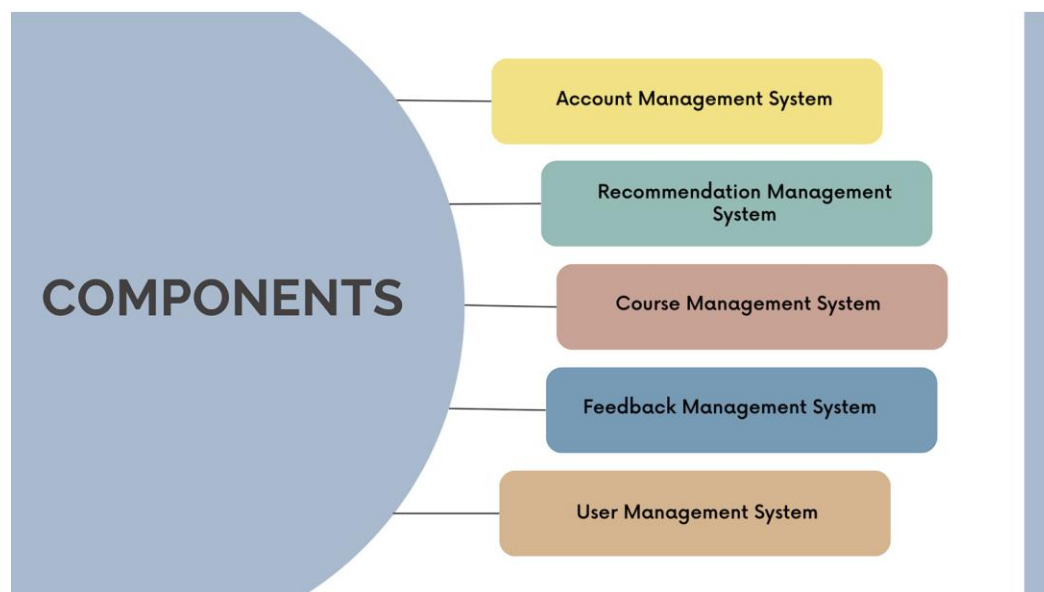 COMPONENTS
Account Management System
Recommendation Management
System
Course Management System
Feedback Management System
User Management System